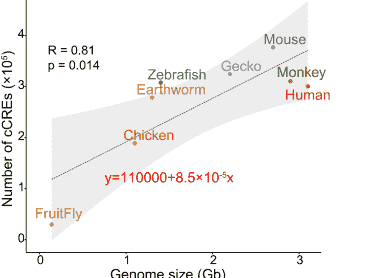 Number of cCREs (×10⁵)
4
3
2
1
0
R = 0.81
p = 0.014
Mouse
Gecko
Zebrafish
Monkey
Earthworm
Human
Chicken
y=110000+8.5×10⁻⁵x
FruitFly
0
1
2
3
Genome size (Gb)